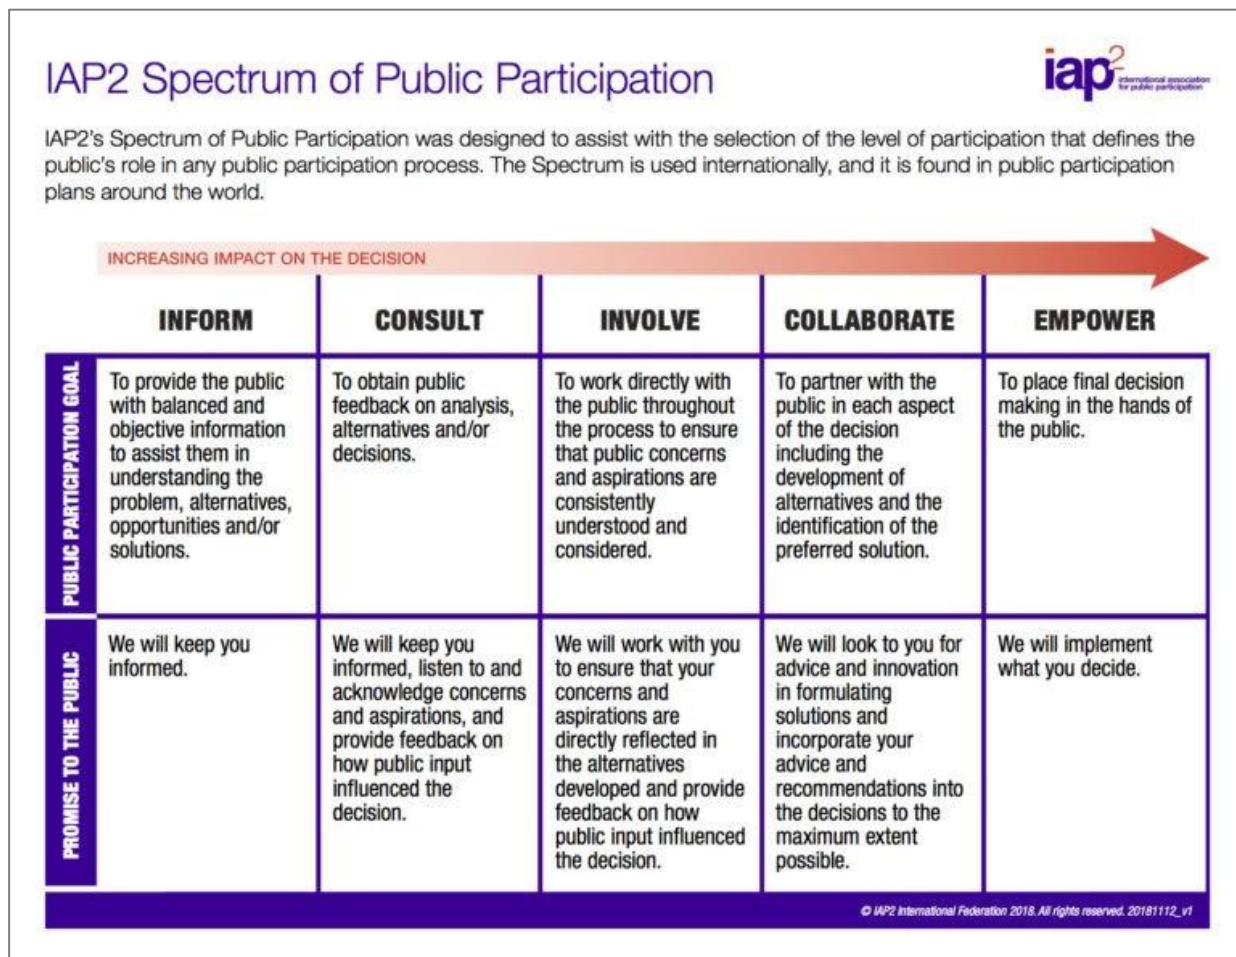 IAP2 Spectrum of Public Participation
iap2
international association
for public participation
IAP2's Spectrum of Public Participation was designed to assist with the selection of the level of participation that defines the
public's role in any public participation process. The Spectrum is used internationally, and it is found in public participation
plans around the world.
INCREASING IMPACT ON THE DECISION
INFORM
CONSULT
INVOLVE
COLLABORATE
EMPOWER
PUBLIC PARTICIPATION GOAL
To provide the public
with balanced and
objective information
to assist them in
understanding the
problem, alternatives,
opportunities and/or
solutions.
To obtain public
feedback on analysis,
alternatives and/or
decisions.
To work directly with
the public throughout
the process to ensure
that public concerns
and aspirations are
consistently
understood and
considered.
To partner with the
public in each aspect
of the decision
including the
development of
alternatives and the
identification of the
preferred solution.
To place final decision
making in the hands of
the public.
PROMISE TO THE PUBLIC
We will keep you
informed.
We will keep you
informed, listen to and
acknowledge concerns
and aspirations, and
provide feedback on
how public input
influenced the
decision.
We will work with you
to ensure that your
concerns and
aspirations are
directly reflected in
the alternatives
developed and provide
feedback on how
public input influenced
the decision.
We will look to you for
advice and innovation
in formulating
solutions and
incorporate your
advice and
recommendations into
the decisions to the
maximum extent
possible.
We will implement
what you decide.
© IAP2 International Federation 2018. All rights reserved. 20181112_v1